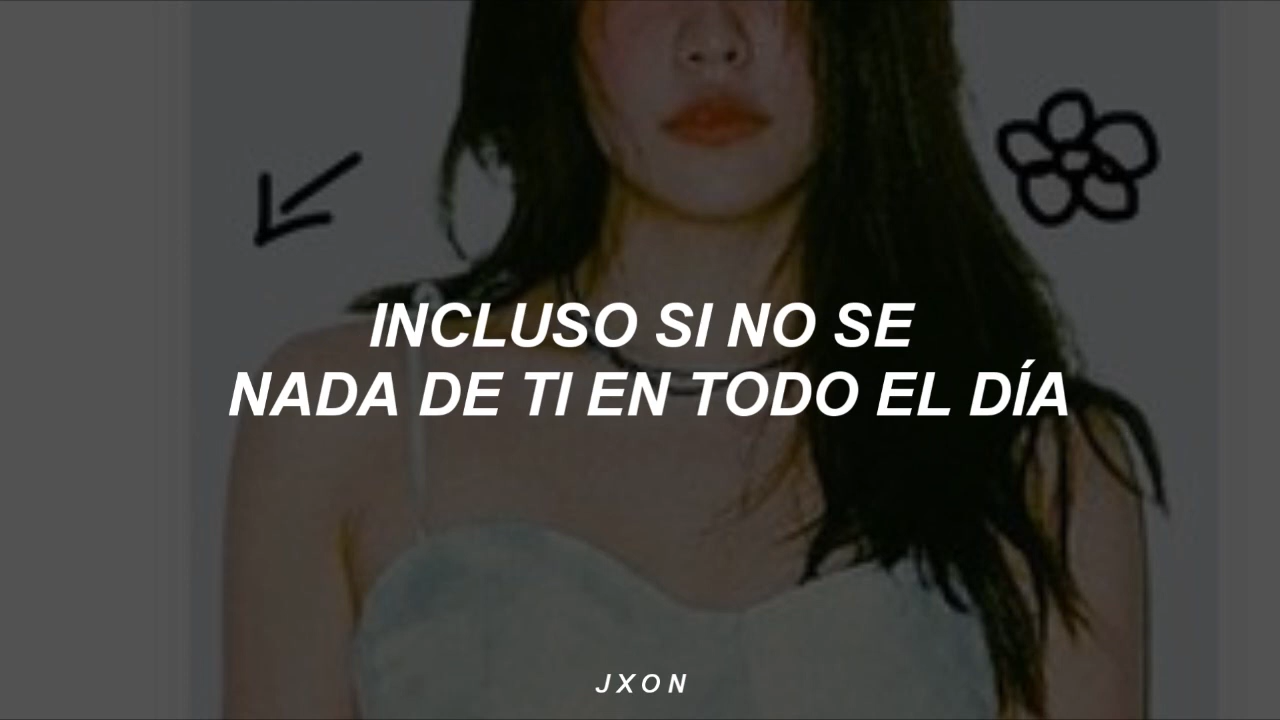 INCLUSO SI NO SE
NADA DE TI EN TODO EL DÍA
JXON